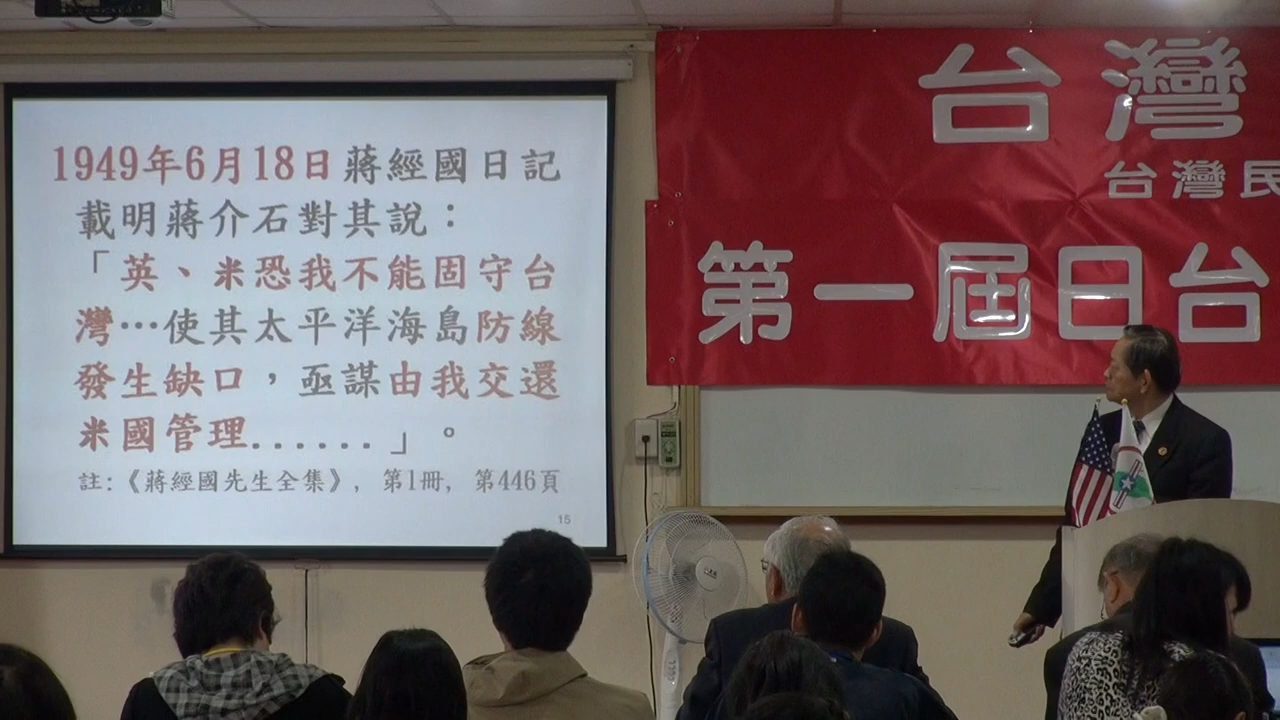 1949年6月18日蔣經國日記
載明蔣介石對其說：
「英、米恐我不能固守台
灣…使其太平洋海島防線
發生缺口，亟謀由我交還
米國管理......」。
註:《蔣經國先生全集》, 第1冊, 第446頁
15
台灣
台灣民
第一屆日台